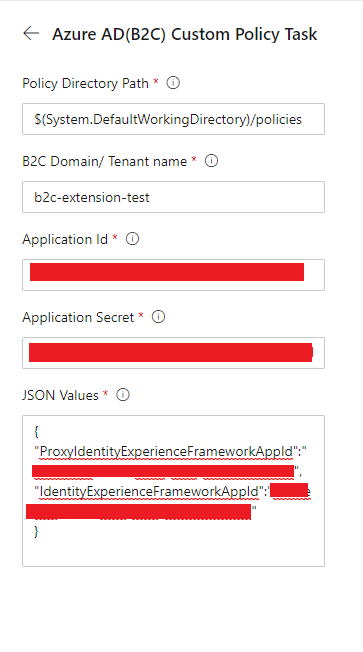 Azure AD(B2C) Custom Policy Task
Policy Directory Path *
$(System.DefaultWorkingDirectory)/policies
B2C Domain/ Tenant name *
b2c-extension-test
Application Id *
Application Secret *
JSON Values *
{
"ProxyIdentityExperienceFrameworkAppId":"
",
"IdentityExperienceFrameworkAppId":"
"
}